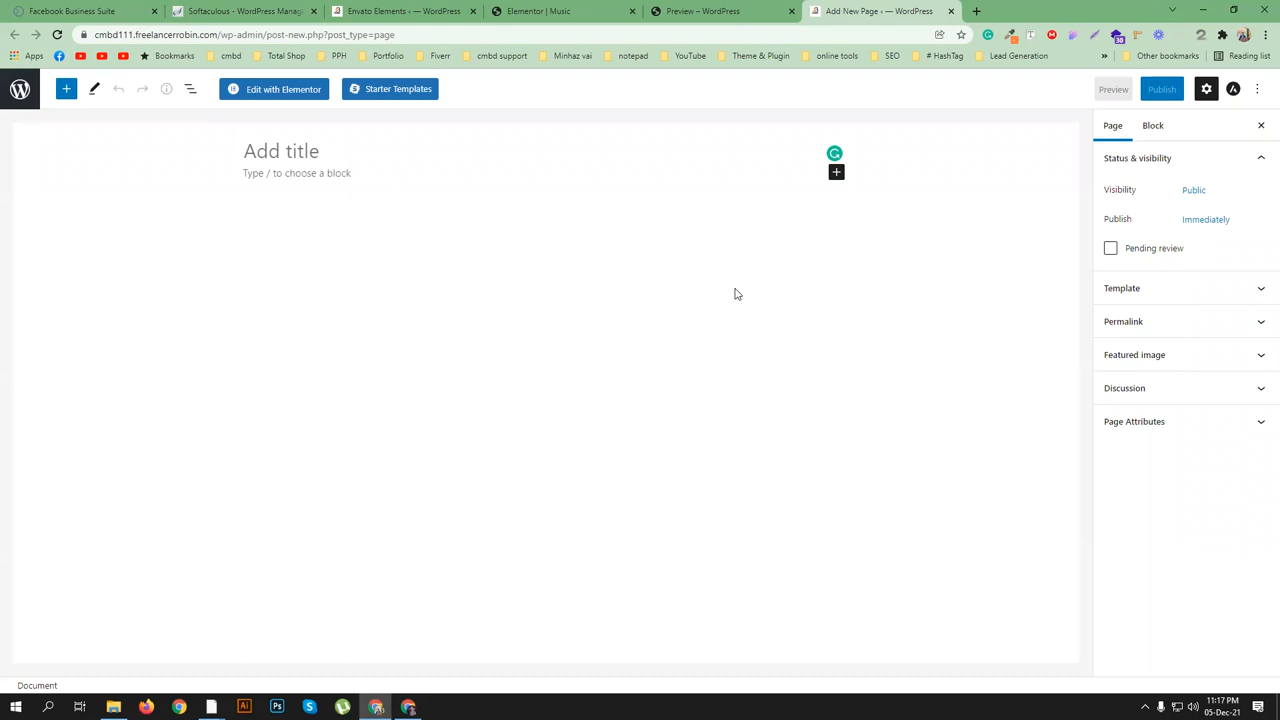 Facebook Business Suite
Softaculous - WordPress Manag
Envato Elements ‹ — WordPress
Elementor | Music
Preview – WordPress
Add New Page ‹ — WordPress
cmbd111.freelancerrobin.com/wp-admin/post-new.php?post_type=page
Apps
Bookmarks
cmbd
Total Shop
PPH
Portfolio
Fiverr
cmbd support
Minhaz vai
notepad
YouTube
Theme & Plugin
online tools
SEO
# HashTag
Lead Generation
»
Other bookmarks
Reading list
Edit with Elementor
Starter Templates
Preview
Publish
Page
Block
Add title
Type / to choose a block
Status & visibility
Visibility
Public
Publish
Immediately
Pending review
Template
Permalink
Featured image
Discussion
Page Attributes
Document
Ai
Ps
11:17 PM
05-Dec-21